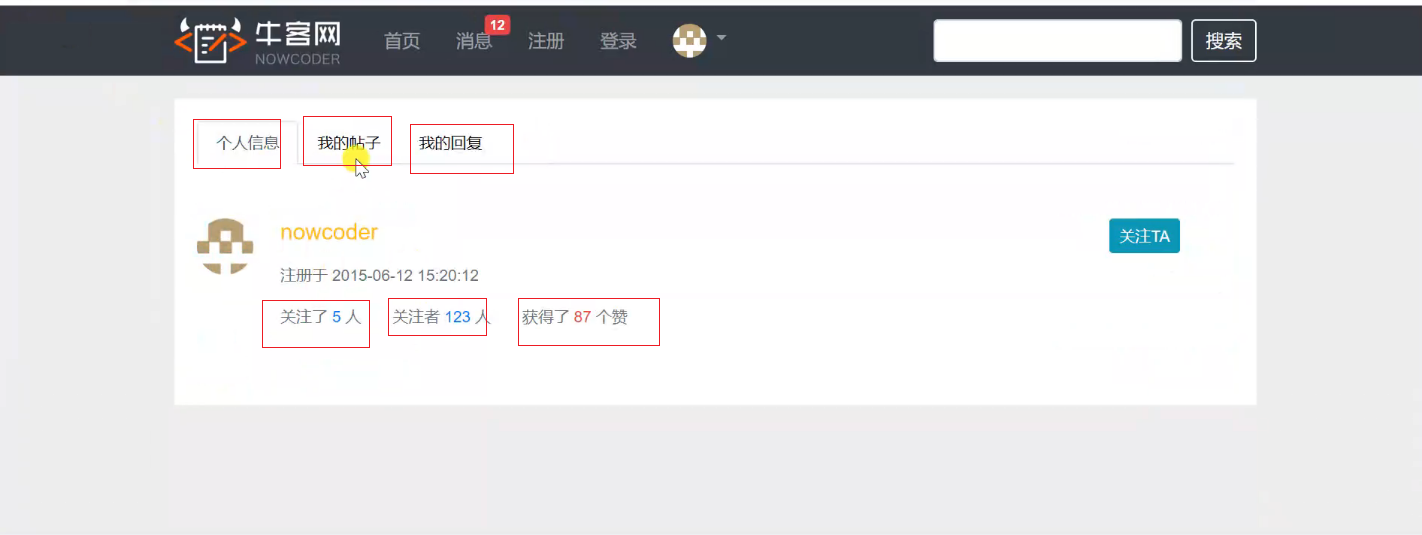 牛客网
NOWCODER
首页 消息 12 注册 登录 搜索
个人信息 我的帖子 我的回复
nowcoder
关注TA
注册于 2015-06-12 15:20:12
关注了 5 人 关注者 123 人 获得了 87 个赞